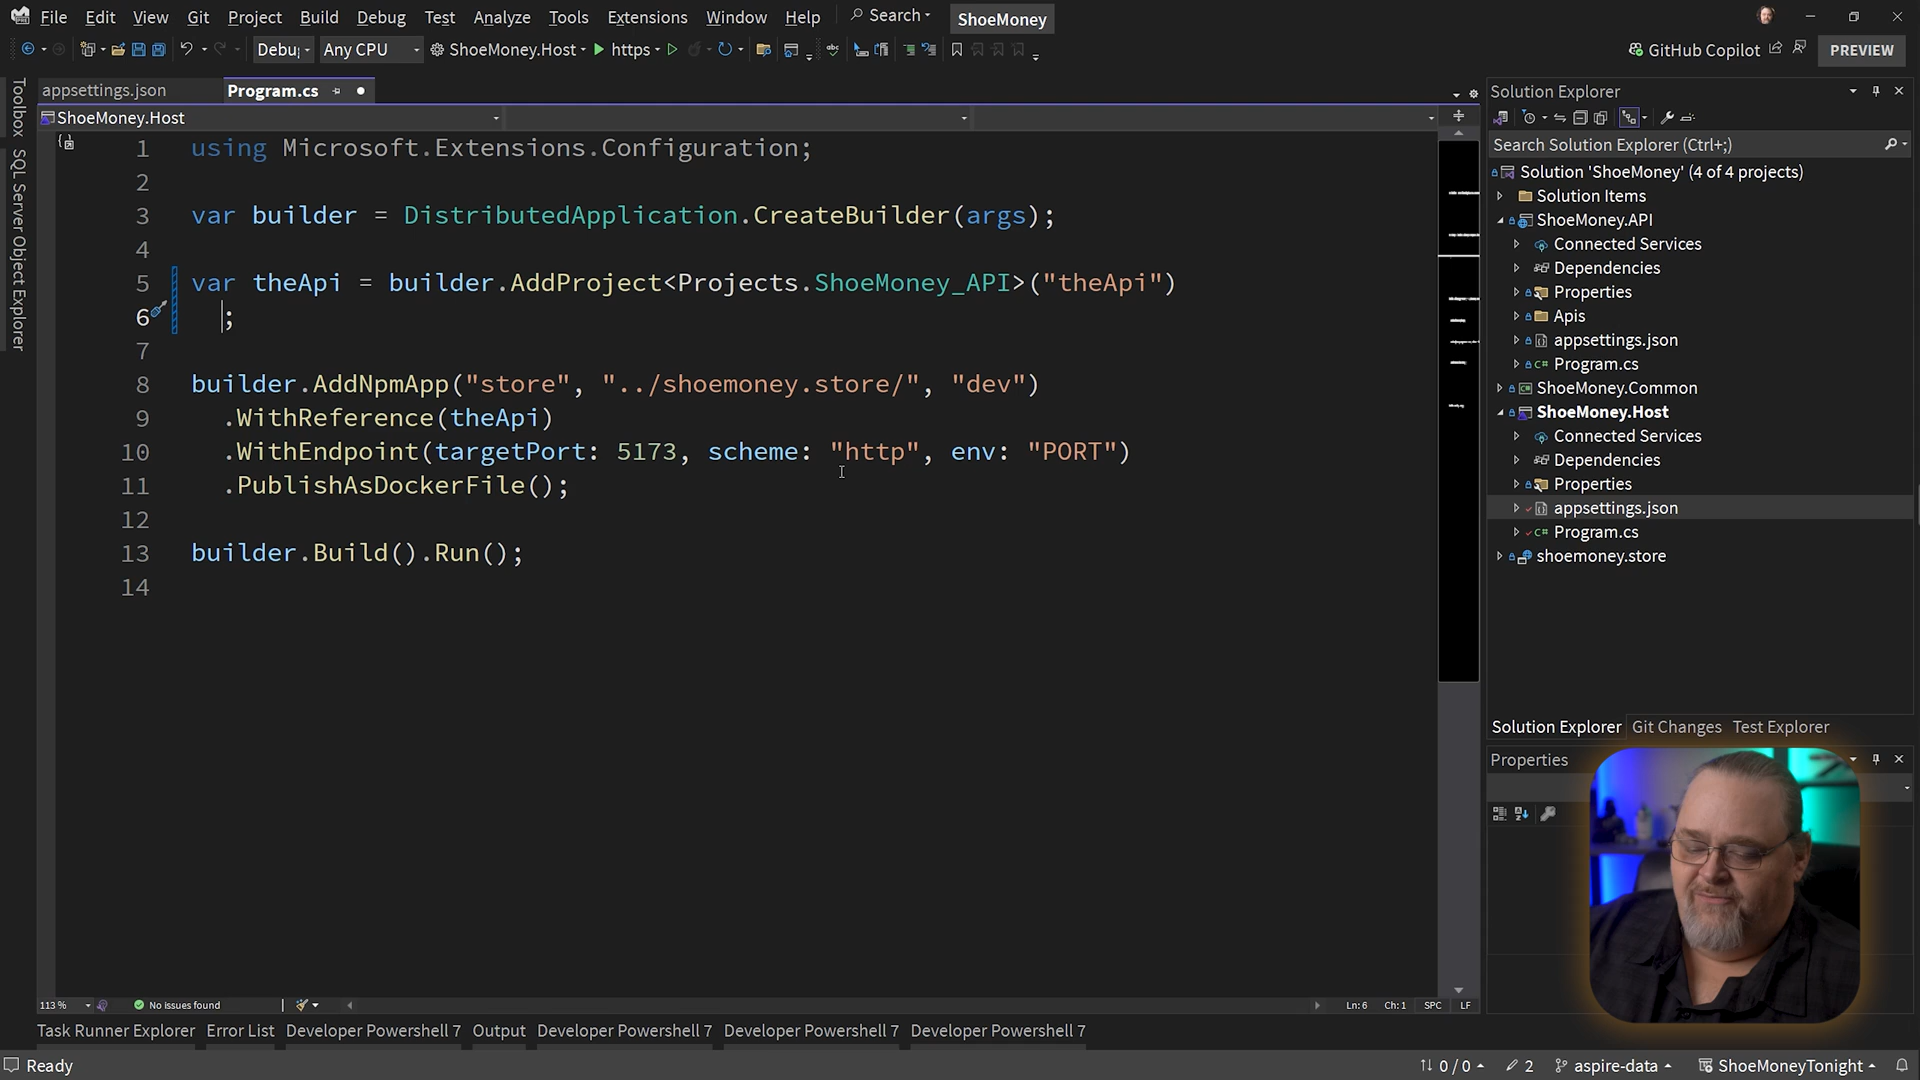 File Edit View Git Project Build Debug Test Analyze Tools Extensions Window Help Search ShoeMoney
Debug Any CPU ShoeMoney.Host https GitHub Copilot PREVIEW
appsettings.json Program.cs
ShoeMoney.Host
Toolbox
SQL Server Object Explorer
1 using Microsoft.Extensions.Configuration;
2
3 var builder = DistributedApplication.CreateBuilder(args);
4
5 var theApi = builder.AddProject<Projects.ShoeMoney_API>("theApi")
6 ;
7
8 builder.AddNpmApp("store", "../shoemoney.store/", "dev")
9 .WithReference(theApi)
10 .WithEndpoint(targetPort: 5173, scheme: "http", env: "PORT")
11 .PublishAsDockerFile();
12
13 builder.Build().Run();
14
Solution Explorer
Search Solution Explorer (Ctrl+;)
Solution 'ShoeMoney' (4 of 4 projects)
Solution Items
ShoeMoney.API
Connected Services
Dependencies
Properties
Apis
appsettings.json
C# Program.cs
ShoeMoney.Common
ShoeMoney.Host
Connected Services
Dependencies
Properties
appsettings.json
C# Program.cs
shoemoney.store
Solution Explorer Git Changes Test Explorer
Properties
113 % No issues found Ln:6 Ch:1 SPC LF
Task Runner Explorer Error List Developer Powershell 7 Output Developer Powershell 7 Developer Powershell 7 Developer Powershell 7
Ready 0 / 0 2 aspire-data ShoeMoneyTonight